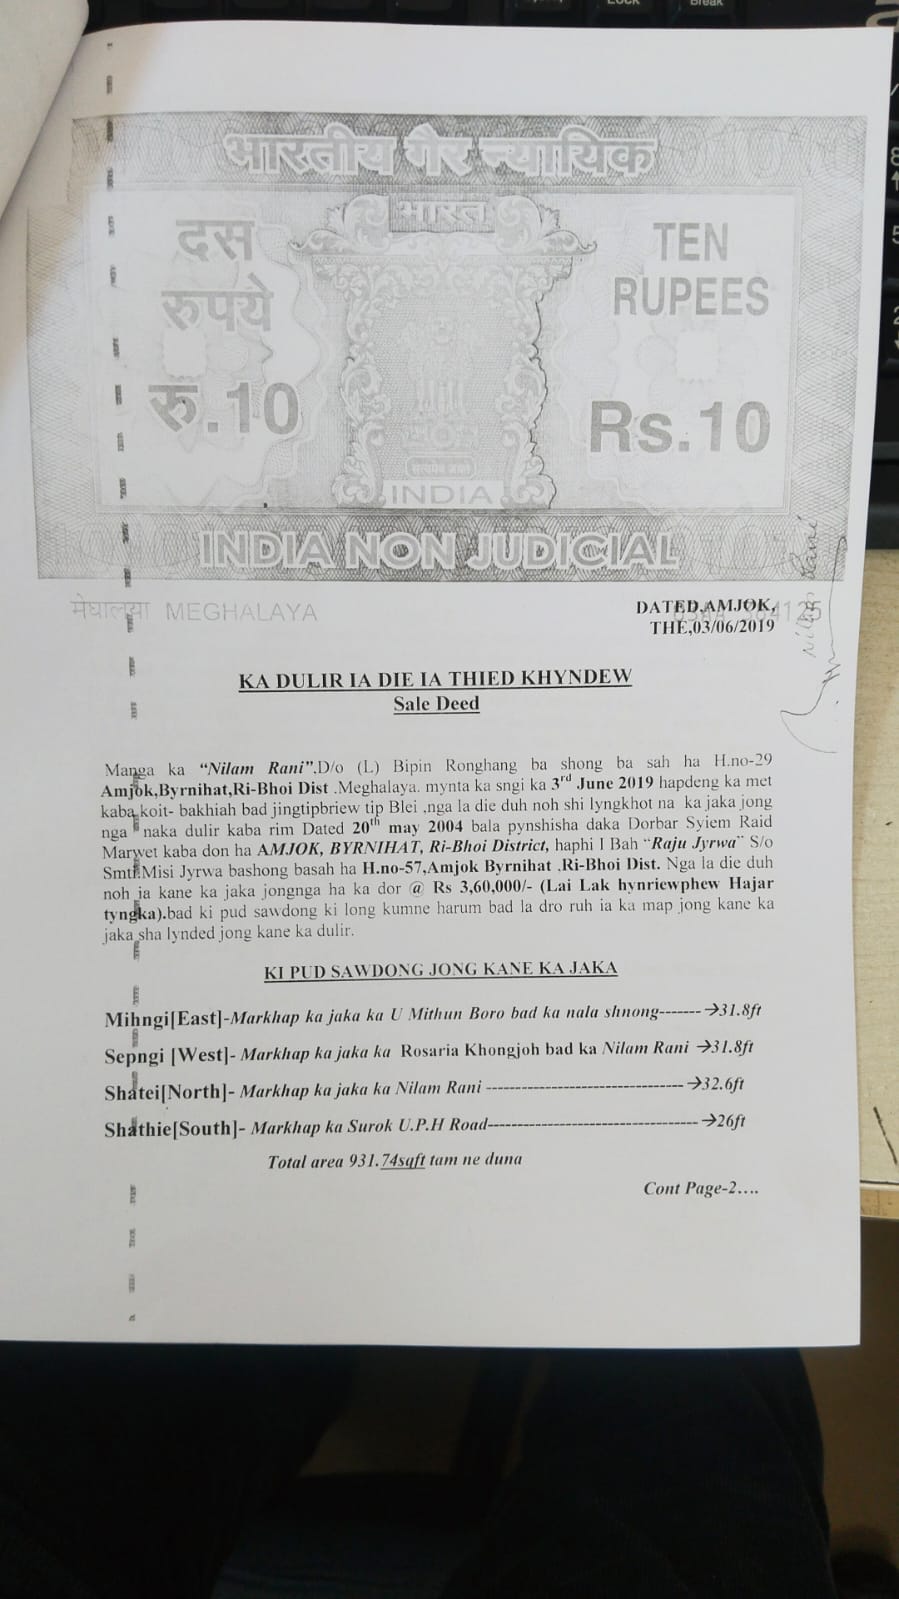 भारतीय गैर न्यायिक
भारत
दस
रुपये
रु.10
TEN
RUPEES
Rs.10
सत्यमेव जयते
INDIA
INDIA NON JUDICIAL
मेघालया MEGHALAYA
DATED,AMJOK,
THE,03/06/2019
Nilam Rani
KA DULIR IA DIE IA THIED KHYNDEW
Sale Deed
Manga ka “Nilam Rani”.D/o (L) Bipin Ronghang ba shong ba sah ha H.no-29
Amjok,Byrnihat,Ri-Bhoi Dist .Meghalaya. mynta ka sngi ka 3rd June 2019 hapdeng ka met
kaba koit- bakhiah bad jingtipbriew tip Blei .nga la die duh noh shi lyngkhot na ka jaka jong
nga naka dulir kaba rim Dated 20th may 2004 bala pynshisha daka Dorbar Syiem Raid
Marwet kaba don ha AMJOK, BYRNIHAT, Ri-Bhoi District, haphi I Bah “Raju Jyrwa” S/o
Smti.Misi Jyrwa bashong basah ha H.no-57,Amjok Byrnihat .Ri-Bhoi Dist. Nga la die duh
noh ia kane ka jaka jongnga ha ka dor @ Rs 3,60,000/- (Lai Lak hynriewphew Hajar
tyngka).bad ki pud sawdong ki long kumne harum bad la dro ruh ia ka map jong kane ka
jaka sha lynded jong kane ka dulir.
KI PUD SAWDONG JONG KANE KA JAKA
Mihngi[East]-Markhap ka jaka ka U Mithun Boro bad ka nala shnong-------→31.8ft
Sepngi [West]- Markhap ka jaka ka Rosaria Khongjoh bad ka Nilam Rani →31.8ft
Shatei[North]- Markhap ka jaka ka Nilam Rani ----------------------------------→32.6ft
Shathie[South]- Markhap ka Surok U.P.H Road------------------------------------→26ft
Total area 931.74sqft tam ne duna
Cont Page-2….